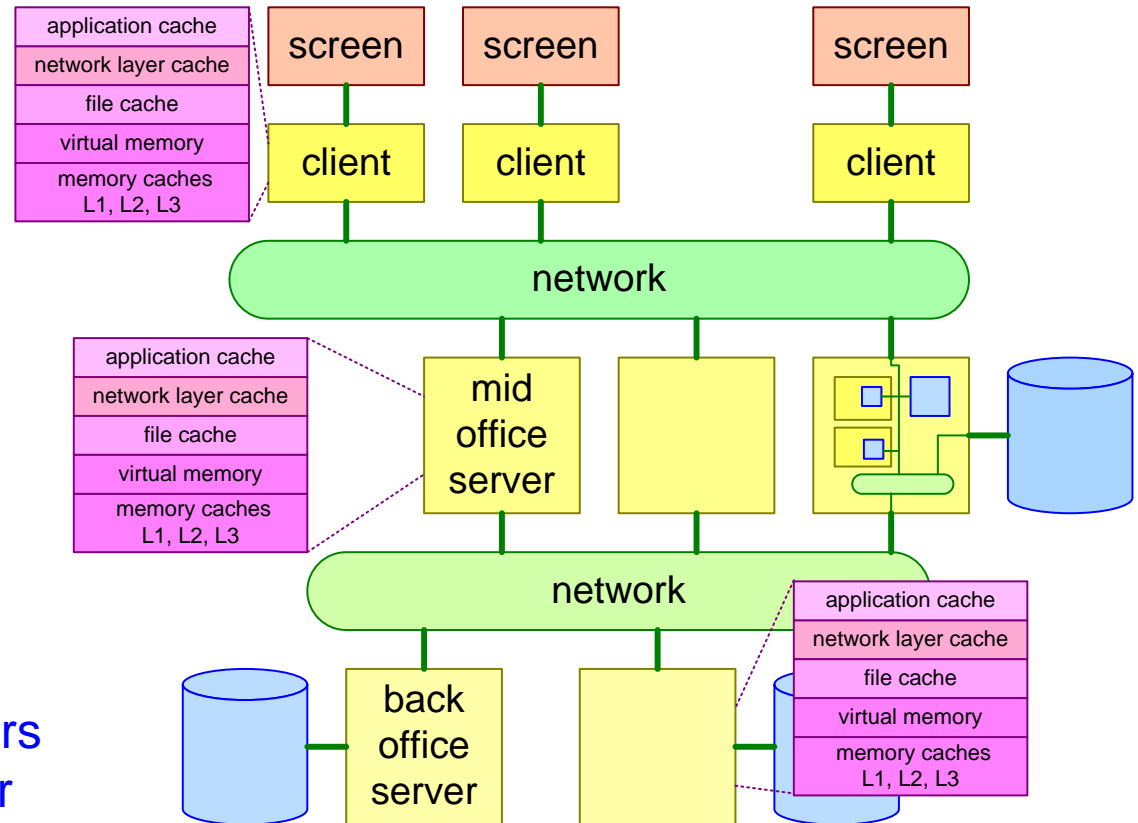 application cache
network layer cache
file cache
virtual memory
memory caches
L1, L2, L3
screen
screen
screen
client
client
client
network
application cache
network layer cache
file cache
virtual memory
memory caches
L1, L2, L3
mid
office
server
network
application cache
network layer cache
file cache
virtual memory
memory caches
L1, L2, L3
back
office
server
rs
r